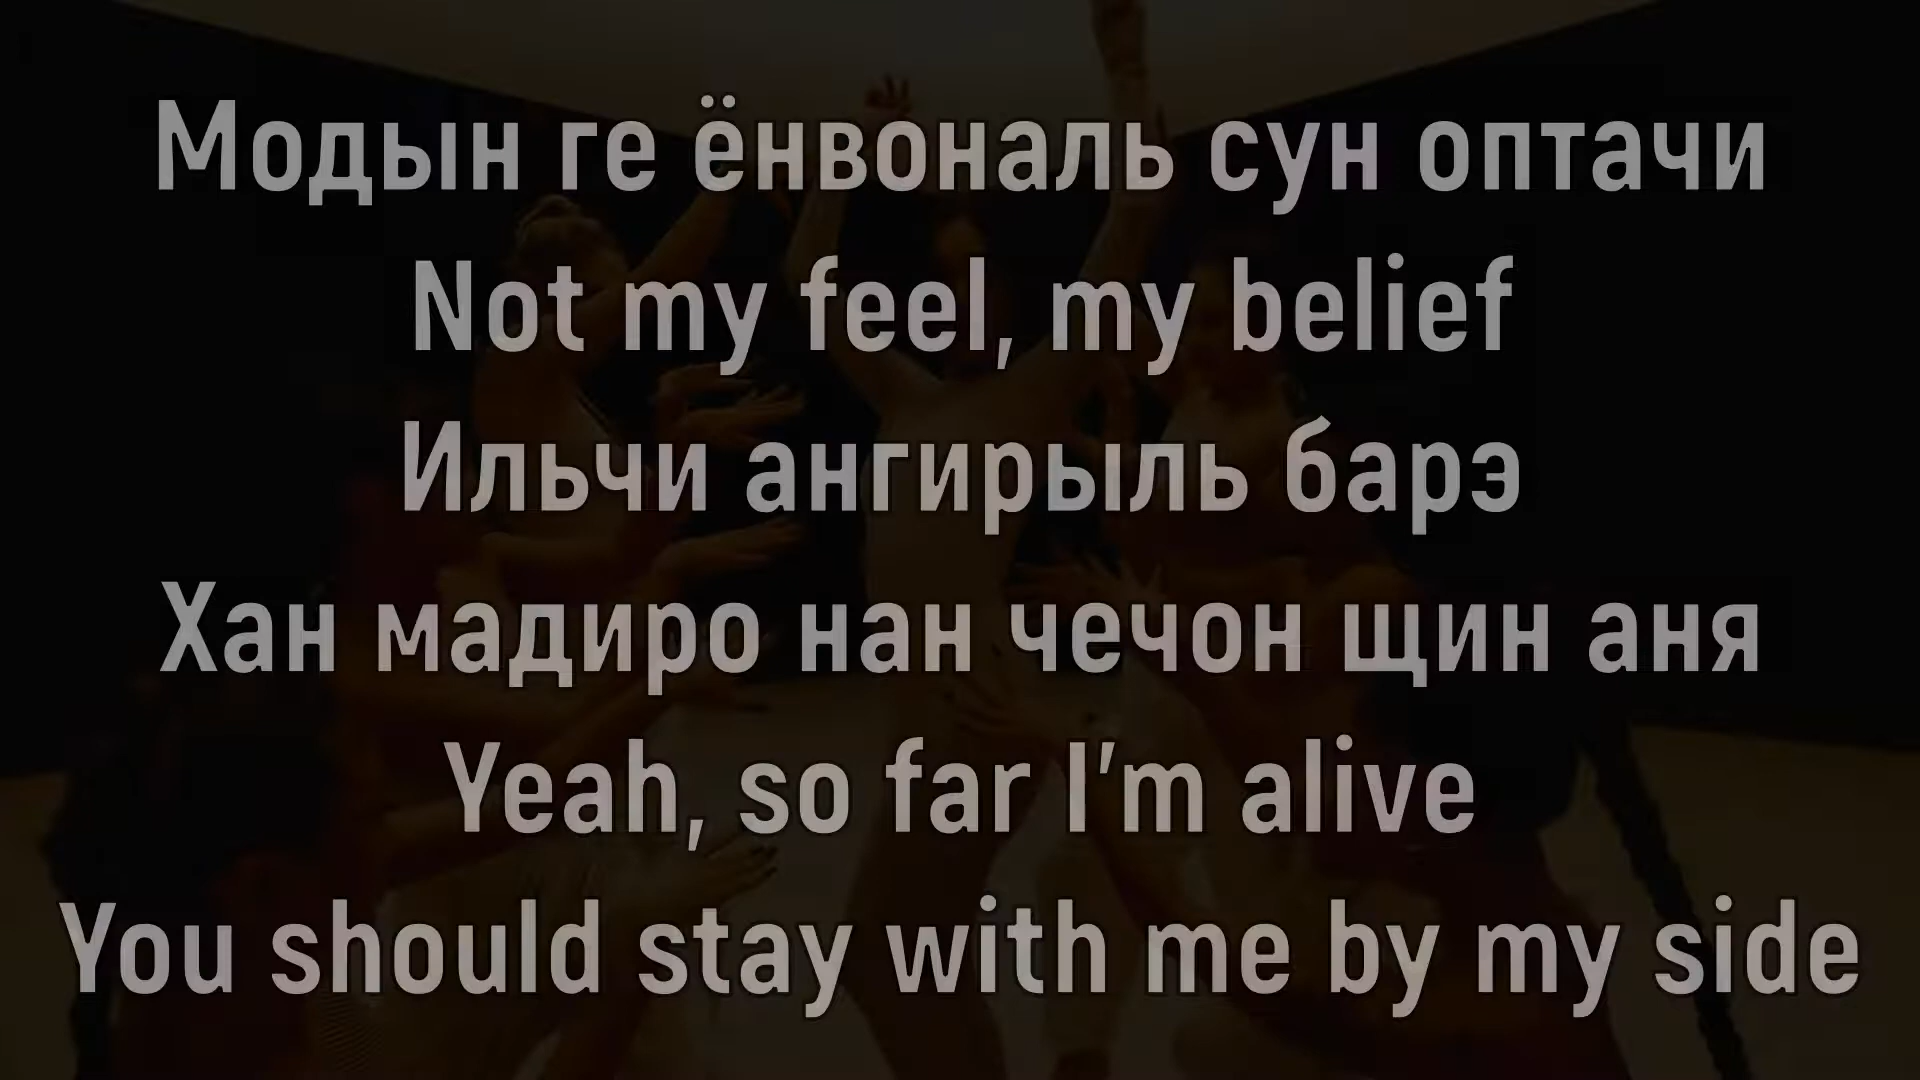 Модын ге ёнвональ сун оптачи
Not my feel, my belief
Ильчи ангирыль барэ
Хан мадиро нан чечон щин аня
Yeah, so far I'm alive
You should stay with me by my side